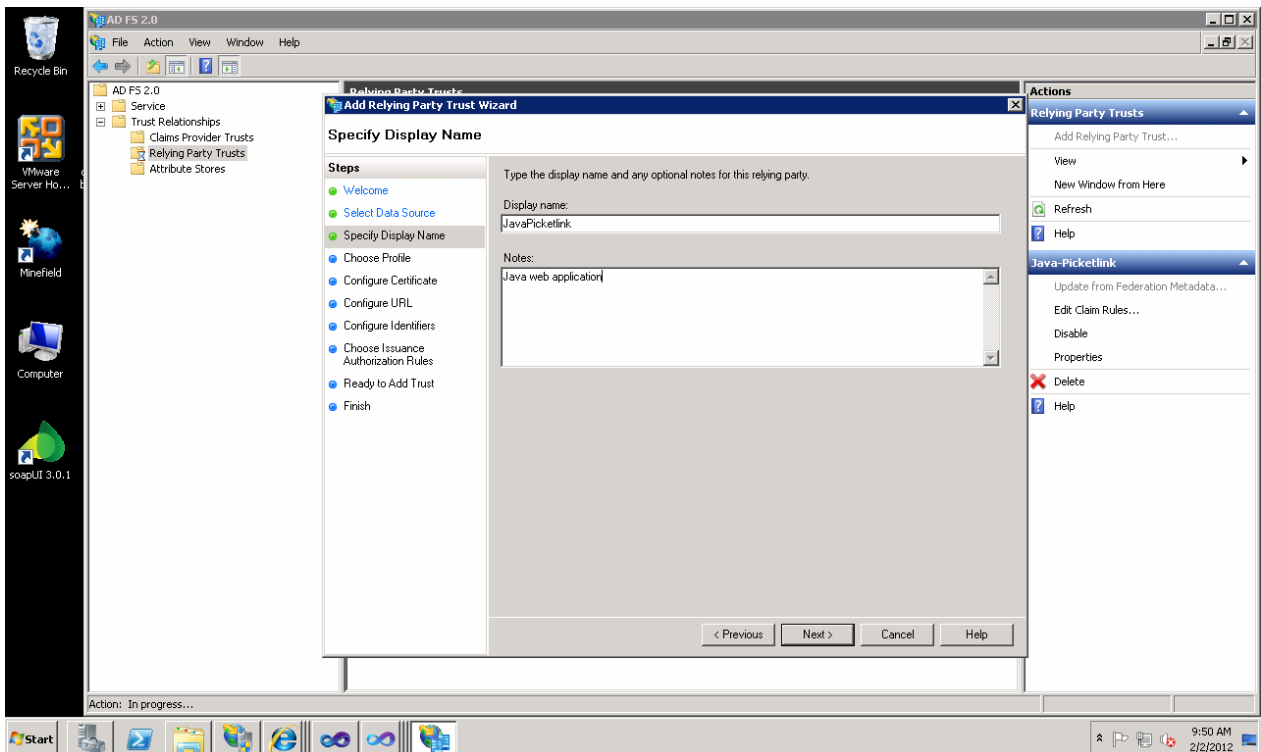 Recycle Bin
VMware
Server Ho...
Minefield
Computer
soapUI 3.0.1
AD FS 2.0
File Action View Window Help
AD FS 2.0
Service
Trust Relationships
Claims Provider Trusts
Relying Party Trusts
Attribute Stores
Relying Party Trusts
Add Relying Party Trust Wizard
Specify Display Name
Steps
Welcome
Select Data Source
Specify Display Name
Choose Profile
Configure Certificate
Configure URL
Configure Identifiers
Choose Issuance
Authorization Rules
Ready to Add Trust
Finish
Type the display name and any optional notes for this relying party.
Display name:
JavaPicketlink
Notes:
Java web application
< Previous Next > Cancel Help
Actions
Relying Party Trusts
Add Relying Party Trust...
View
New Window from Here
Refresh
Help
Java-Picketlink
Update from Federation Metadata...
Edit Claim Rules...
Disable
Properties
Delete
Help
Action: In progress...
Start
9:50 AM
2/2/2012